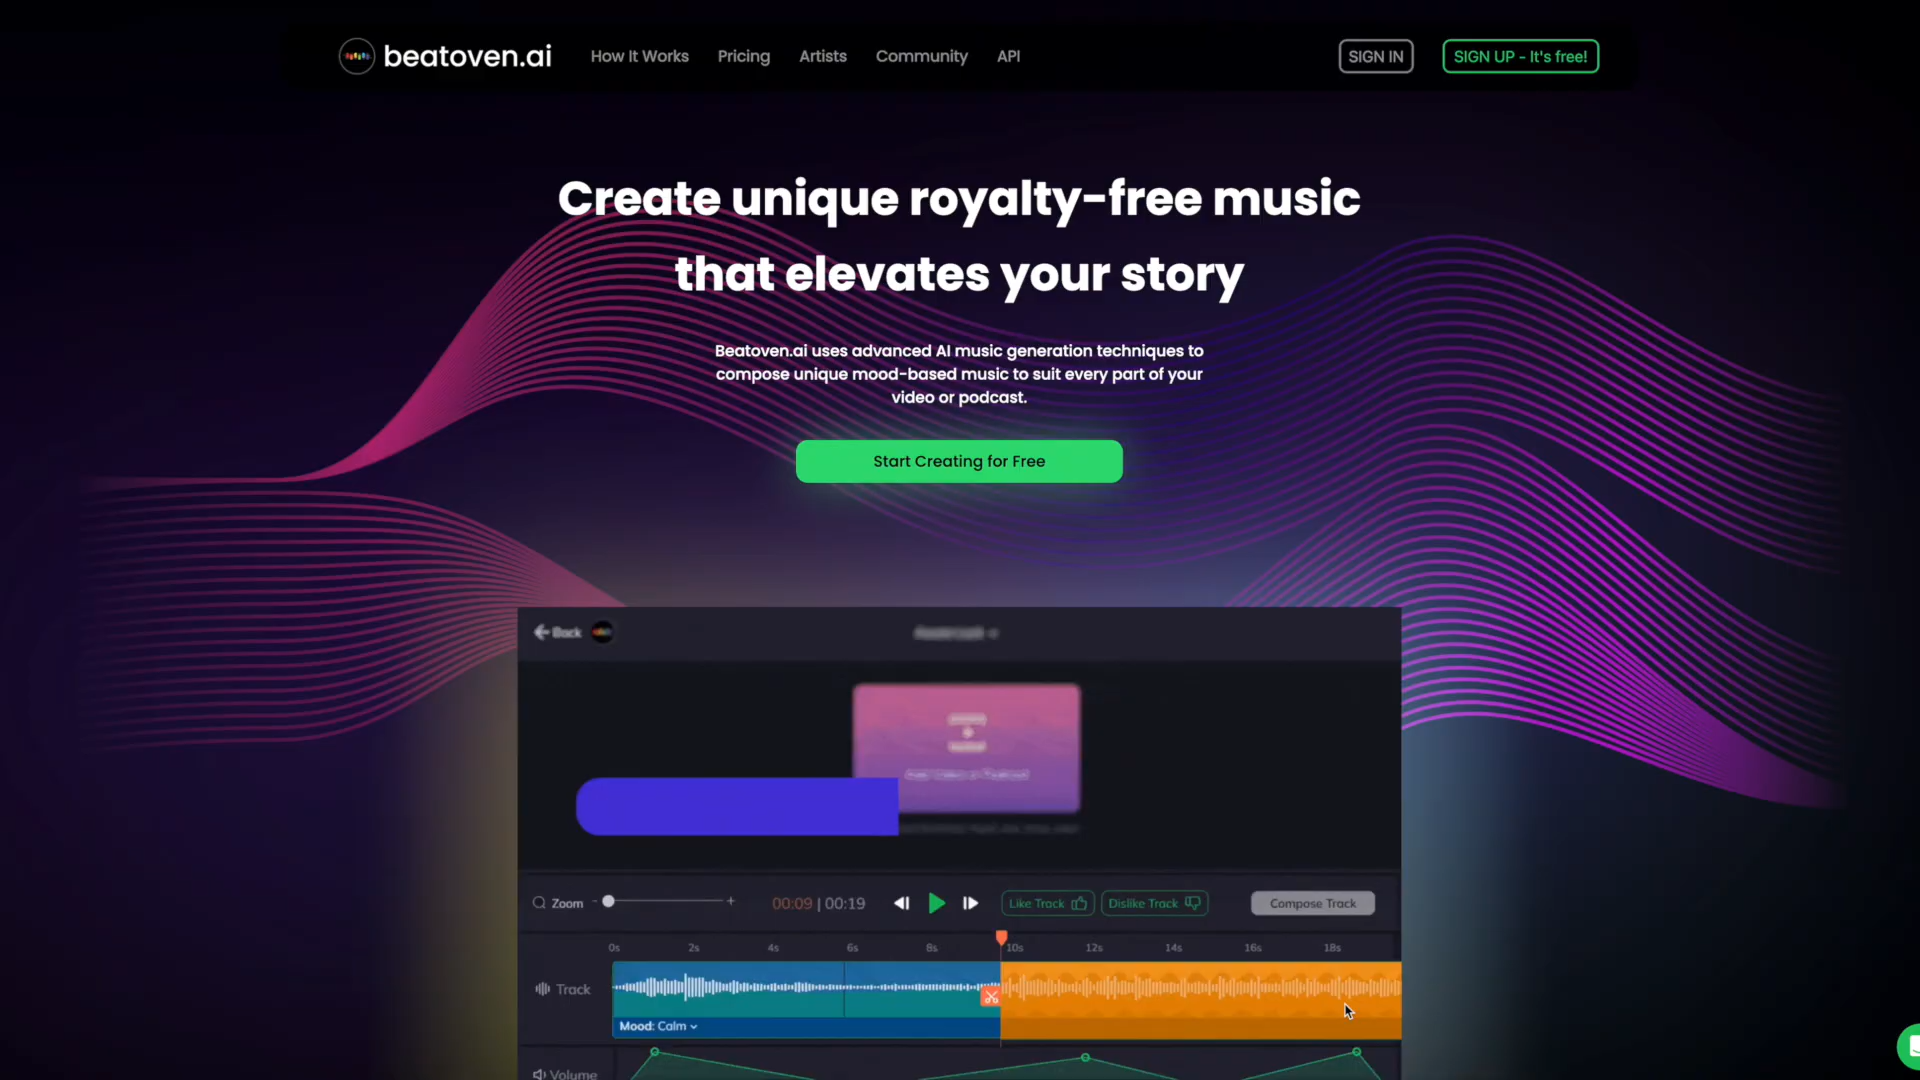 beatoven.ai
How It Works
Pricing
Artists
Community
API
SIGN IN
SIGN UP - It's free!
Create unique royalty-free music
that elevates your story
Beatoven.ai uses advanced AI music generation techniques to
compose unique mood-based music to suit every part of your
video or podcast.
Start Creating for Free
Back
Zoom - +
00:09 | 00:19
Like Track
Dislike Track
Compose Track
0s 2s 4s 6s 8s 10s 12s 14s 16s 18s
Track
Mood: Calm
Volume